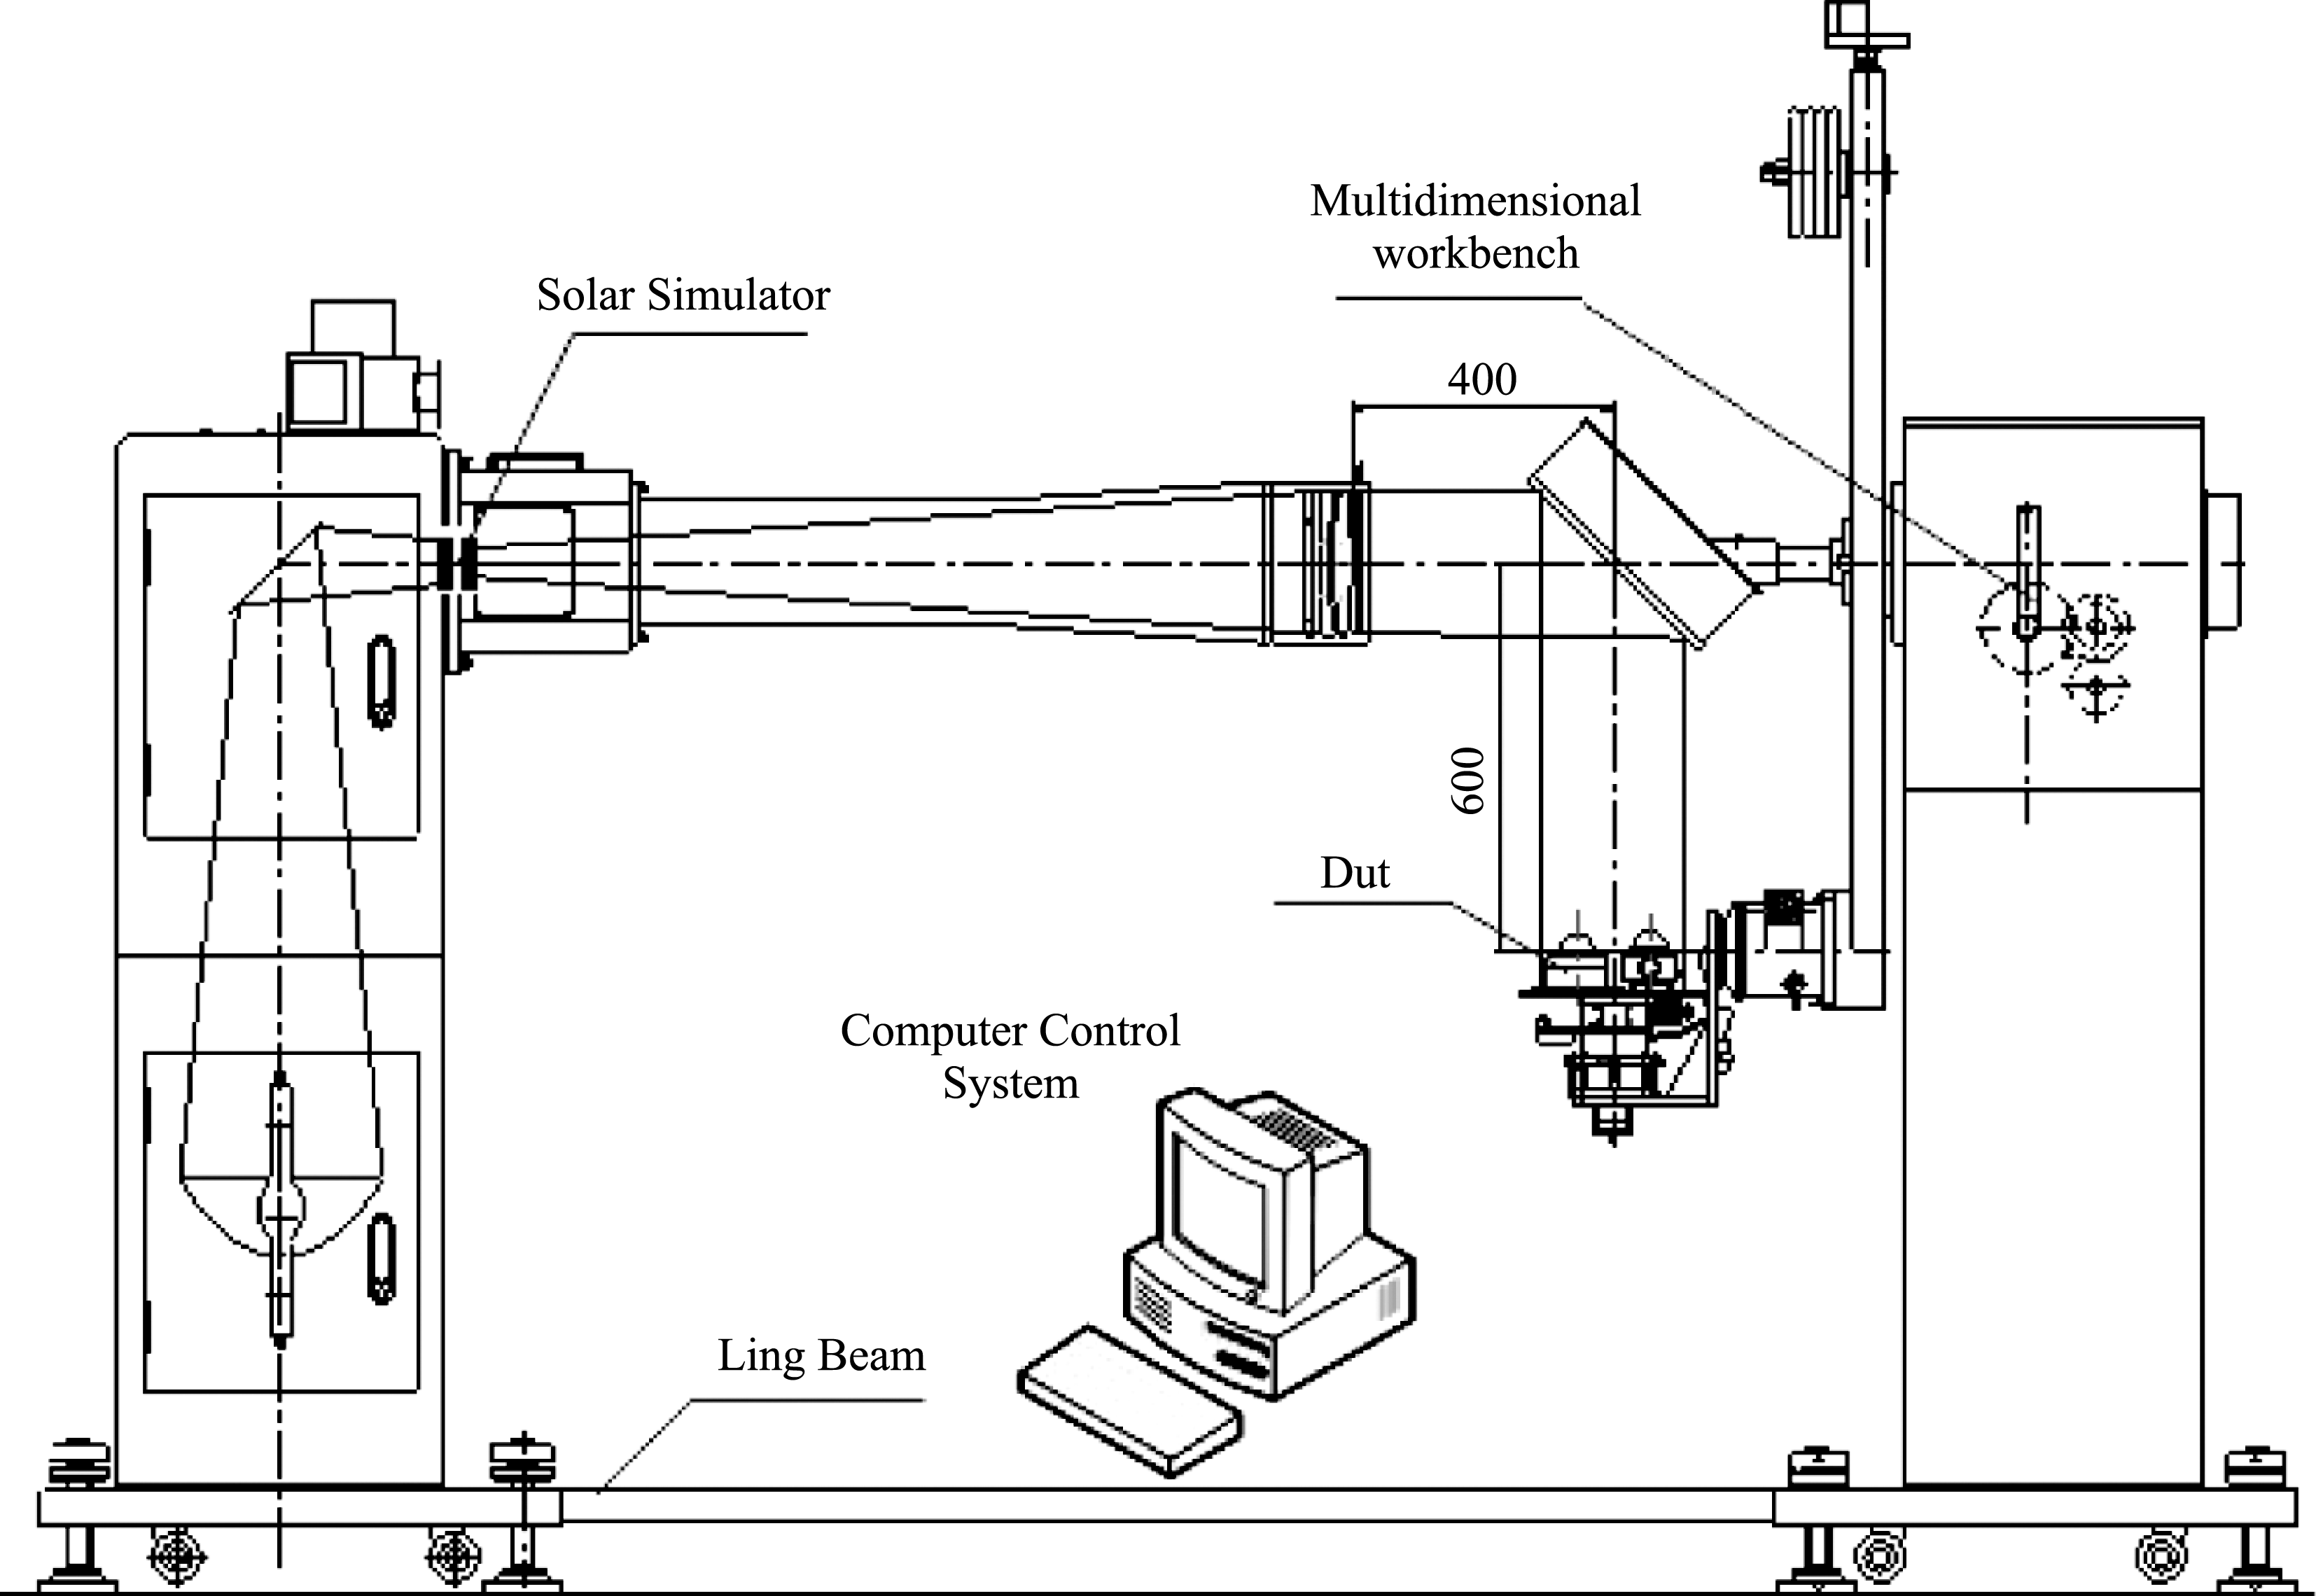 Multidimensional
workbench
Solar Simulator
400
600
Dut
Computer Control
System
Ling Beam